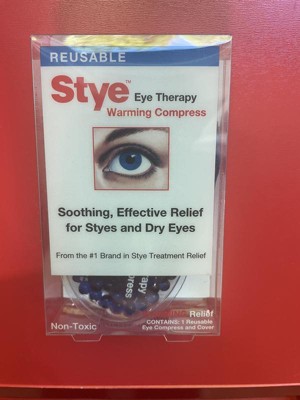 REUSABLE
Stye™ Eye Therapy
Warming Compress
Soothing, Effective Relief
for Styes and Dry Eyes
From the #1 Brand in Stye Treatment Relief
Non-Toxic
Relief
CONTAINS: 1 Reusable
Eye Compress and Cover